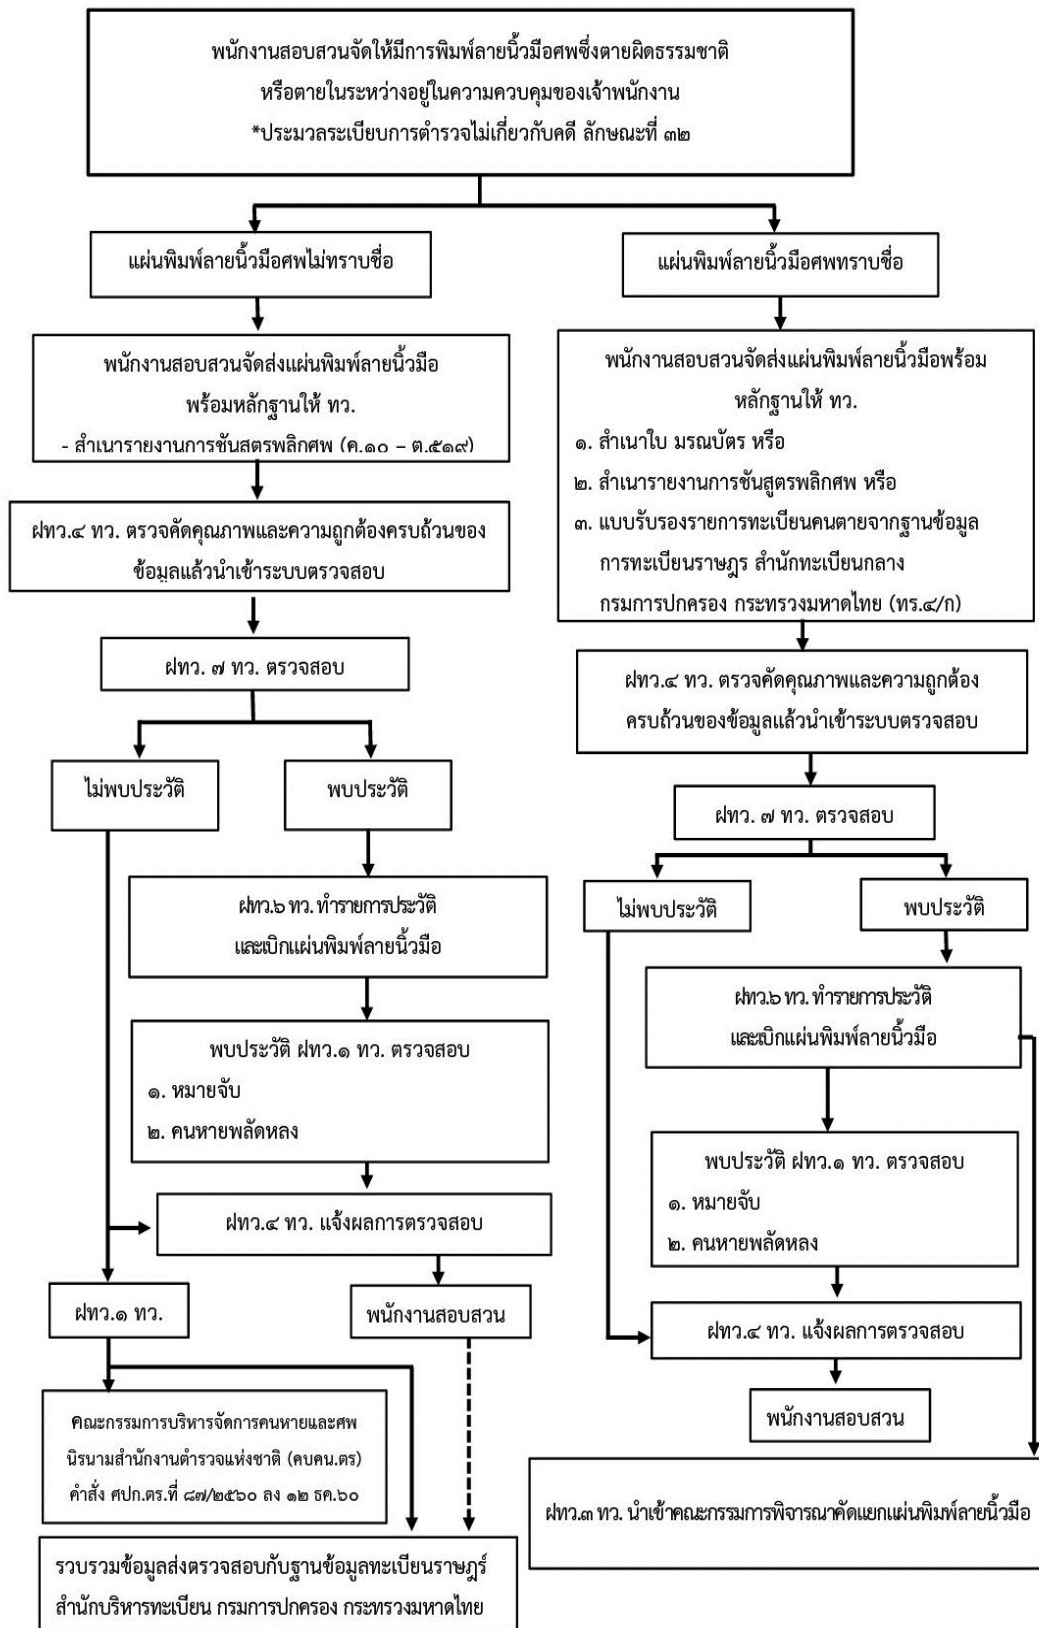 พนักงานสอบสวนจัดให้มีการพิมพ์ลายนิ้วมือศพซึ่งตายผิดธรรมชาติ
หรือตายในระหว่างอยู่ในความควบคุมของเจ้าพนักงาน
*ประมวลระเบียบการตำรวจไม่เกี่ยวกับคดี ลักษณะที่ ๓๒
แผ่นพิมพ์ลายนิ้วมือศพไม่ทราบชื่อ
พนักงานสอบสวนจัดส่งแผ่นพิมพ์ลายนิ้วมือ
พร้อมหลักฐานให้ ทว.
- สำเนารายงานการชันสูตรพลิกศพ (ค.๑๐ – ต.๕๑๙)
ฝทว.๔ ทว. ตรวจคัดคุณภาพและความถูกต้องครบถ้วนของ
ข้อมูลแล้วนำเข้าระบบตรวจสอบ
ฝทว. ๗ ทว. ตรวจสอบ
ไม่พบประวัติ
พบประวัติ
ฝทว.๖ ทว. ทำรายการประวัติ
และเบิกแผ่นพิมพ์ลายนิ้วมือ
พบประวัติ ฝทว.๑ ทว. ตรวจสอบ
๑. หมายจับ
๒. คนหายพลัดหลง
ฝทว.๔ ทว. แจ้งผลการตรวจสอบ
ฝทว.๑ ทว.
พนักงานสอบสวน
คณะกรรมการบริหารจัดการคนหายและศพ
นิรนามสำนักงานตำรวจแห่งชาติ (คบคน.ตร)
คำสั่ง ศปก.ตร.ที่ ๘๗/๒๕๖๐ ลง ๑๒ ธค.๖๐
รวบรวมข้อมูลส่งตรวจสอบกับฐานข้อมูลทะเบียนราษฎร์
สำนักบริหารทะเบียน กรมการปกครอง กระทรวงมหาดไทย
แผ่นพิมพ์ลายนิ้วมือศพทราบชื่อ
พนักงานสอบสวนจัดส่งแผ่นพิมพ์ลายนิ้วมือพร้อม
หลักฐานให้ ทว.
๑. สำเนาใบ มรณบัตร หรือ
๒. สำเนารายงานการชันสูตรพลิกศพ หรือ
๓. แบบรับรองรายการทะเบียนคนตายจากฐานข้อมูล
การทะเบียนราษฎร สำนักทะเบียนกลาง
กรมการปกครอง กระทรวงมหาดไทย (ทร.๔/ก)
ฝทว.๔ ทว. ตรวจคัดคุณภาพและความถูกต้อง
ครบถ้วนของข้อมูลแล้วนำเข้าระบบตรวจสอบ
ฝทว. ๗ ทว. ตรวจสอบ
ไม่พบประวัติ
พบประวัติ
ฝทว.๖ ทว. ทำรายการประวัติ
และเบิกแผ่นพิมพ์ลายนิ้วมือ
พบประวัติ ฝทว.๑ ทว. ตรวจสอบ
๑. หมายจับ
๒. คนหายพลัดหลง
ฝทว.๔ ทว. แจ้งผลการตรวจสอบ
พนักงานสอบสวน
ฝทว.๓ ทว. นำเข้าคณะกรรมการพิจารณาคัดแยกแผ่นพิมพ์ลายนิ้วมือ